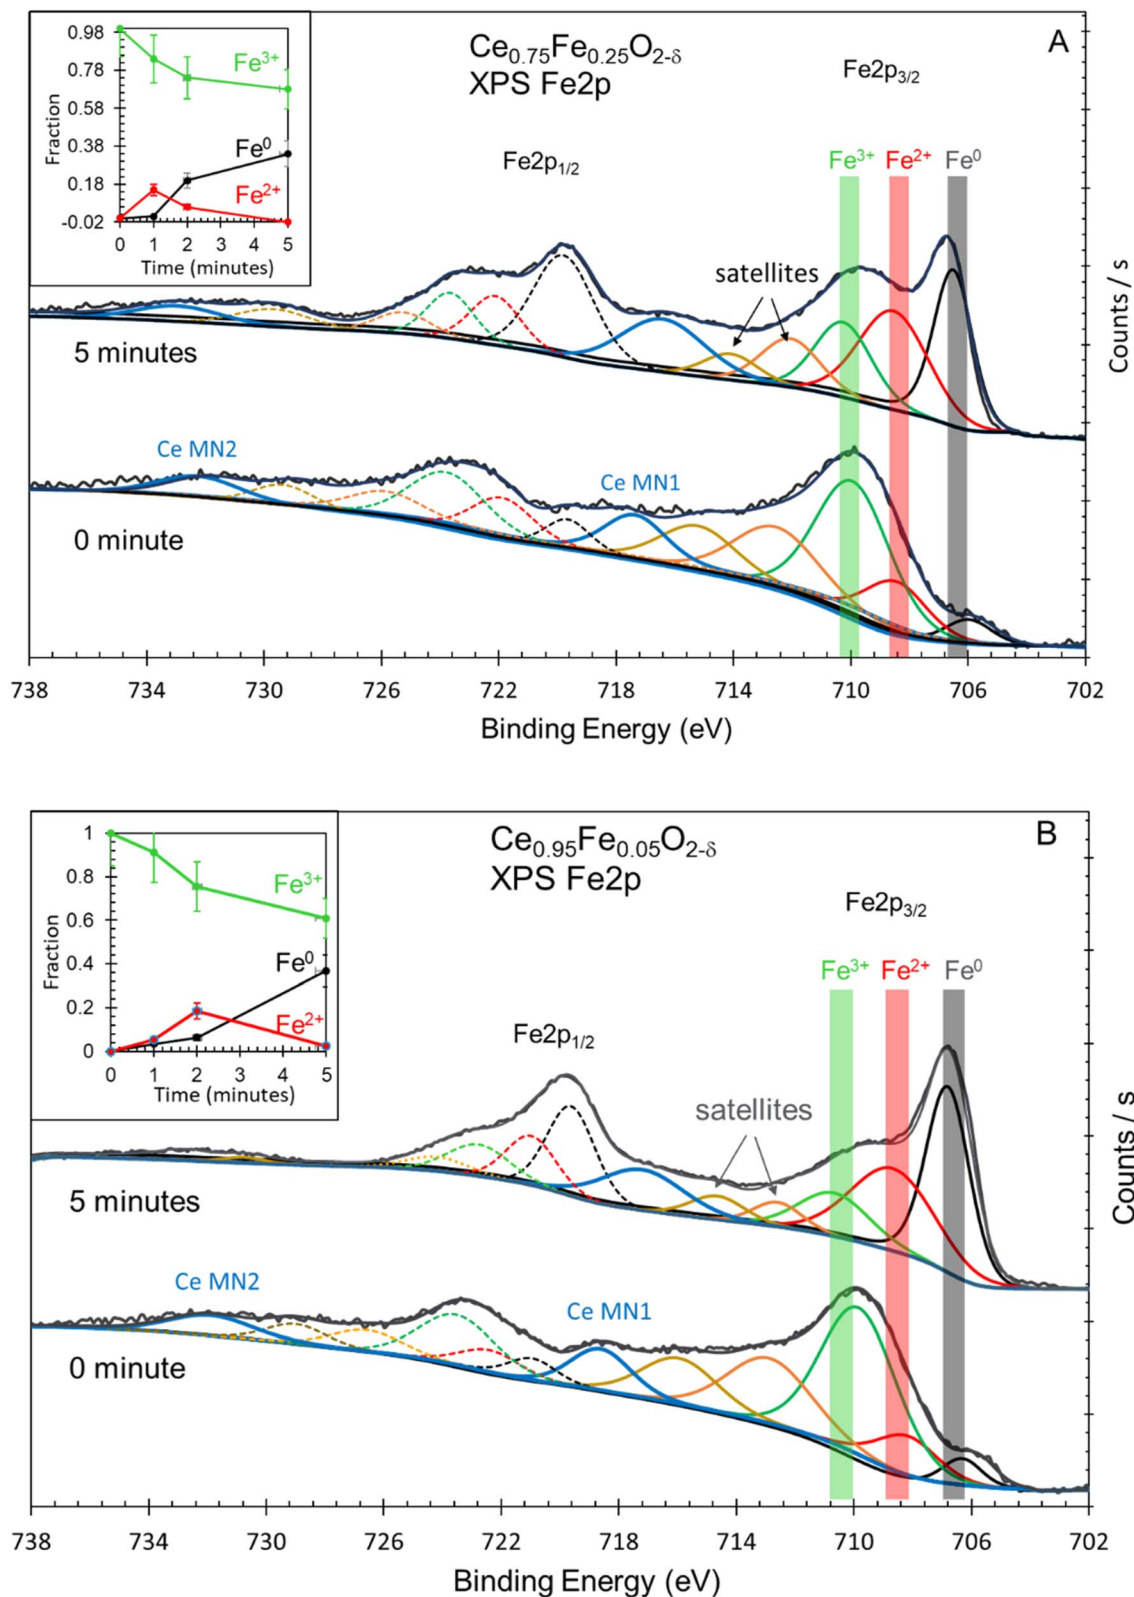 Ce₀.₇₅Fe₀.₂₅O₂₋δ
XPS Fe2p
A
Fe2p₃/₂
Fe2p₁/₂
Fe³⁺
Fe²⁺
Fe⁰
satellites
5 minutes
Ce MN2
Ce MN1
0 minute
Counts / s
738 734 730 726 722 718 714 710 706 702
Binding Energy (eV)
0.98
0.78
0.58
0.38
0.18
-0.02
Fraction
Fe³⁺
Fe⁰
Fe²⁺
0 1 2 3 4 5
Time (minutes)
Ce₀.₉₅Fe₀.₀₅O₂₋δ
XPS Fe2p
B
Fe2p₃/₂
Fe2p₁/₂
Fe³⁺
Fe²⁺
Fe⁰
satellites
5 minutes
Ce MN2
Ce MN1
0 minute
Counts / s
738 734 730 726 722 718 714 710 706 702
Binding Energy (eV)
1
0.8
0.6
0.4
0.2
0
Fraction
Fe³⁺
Fe⁰
Fe²⁺
0 1 2 3 4 5
Time (minutes)